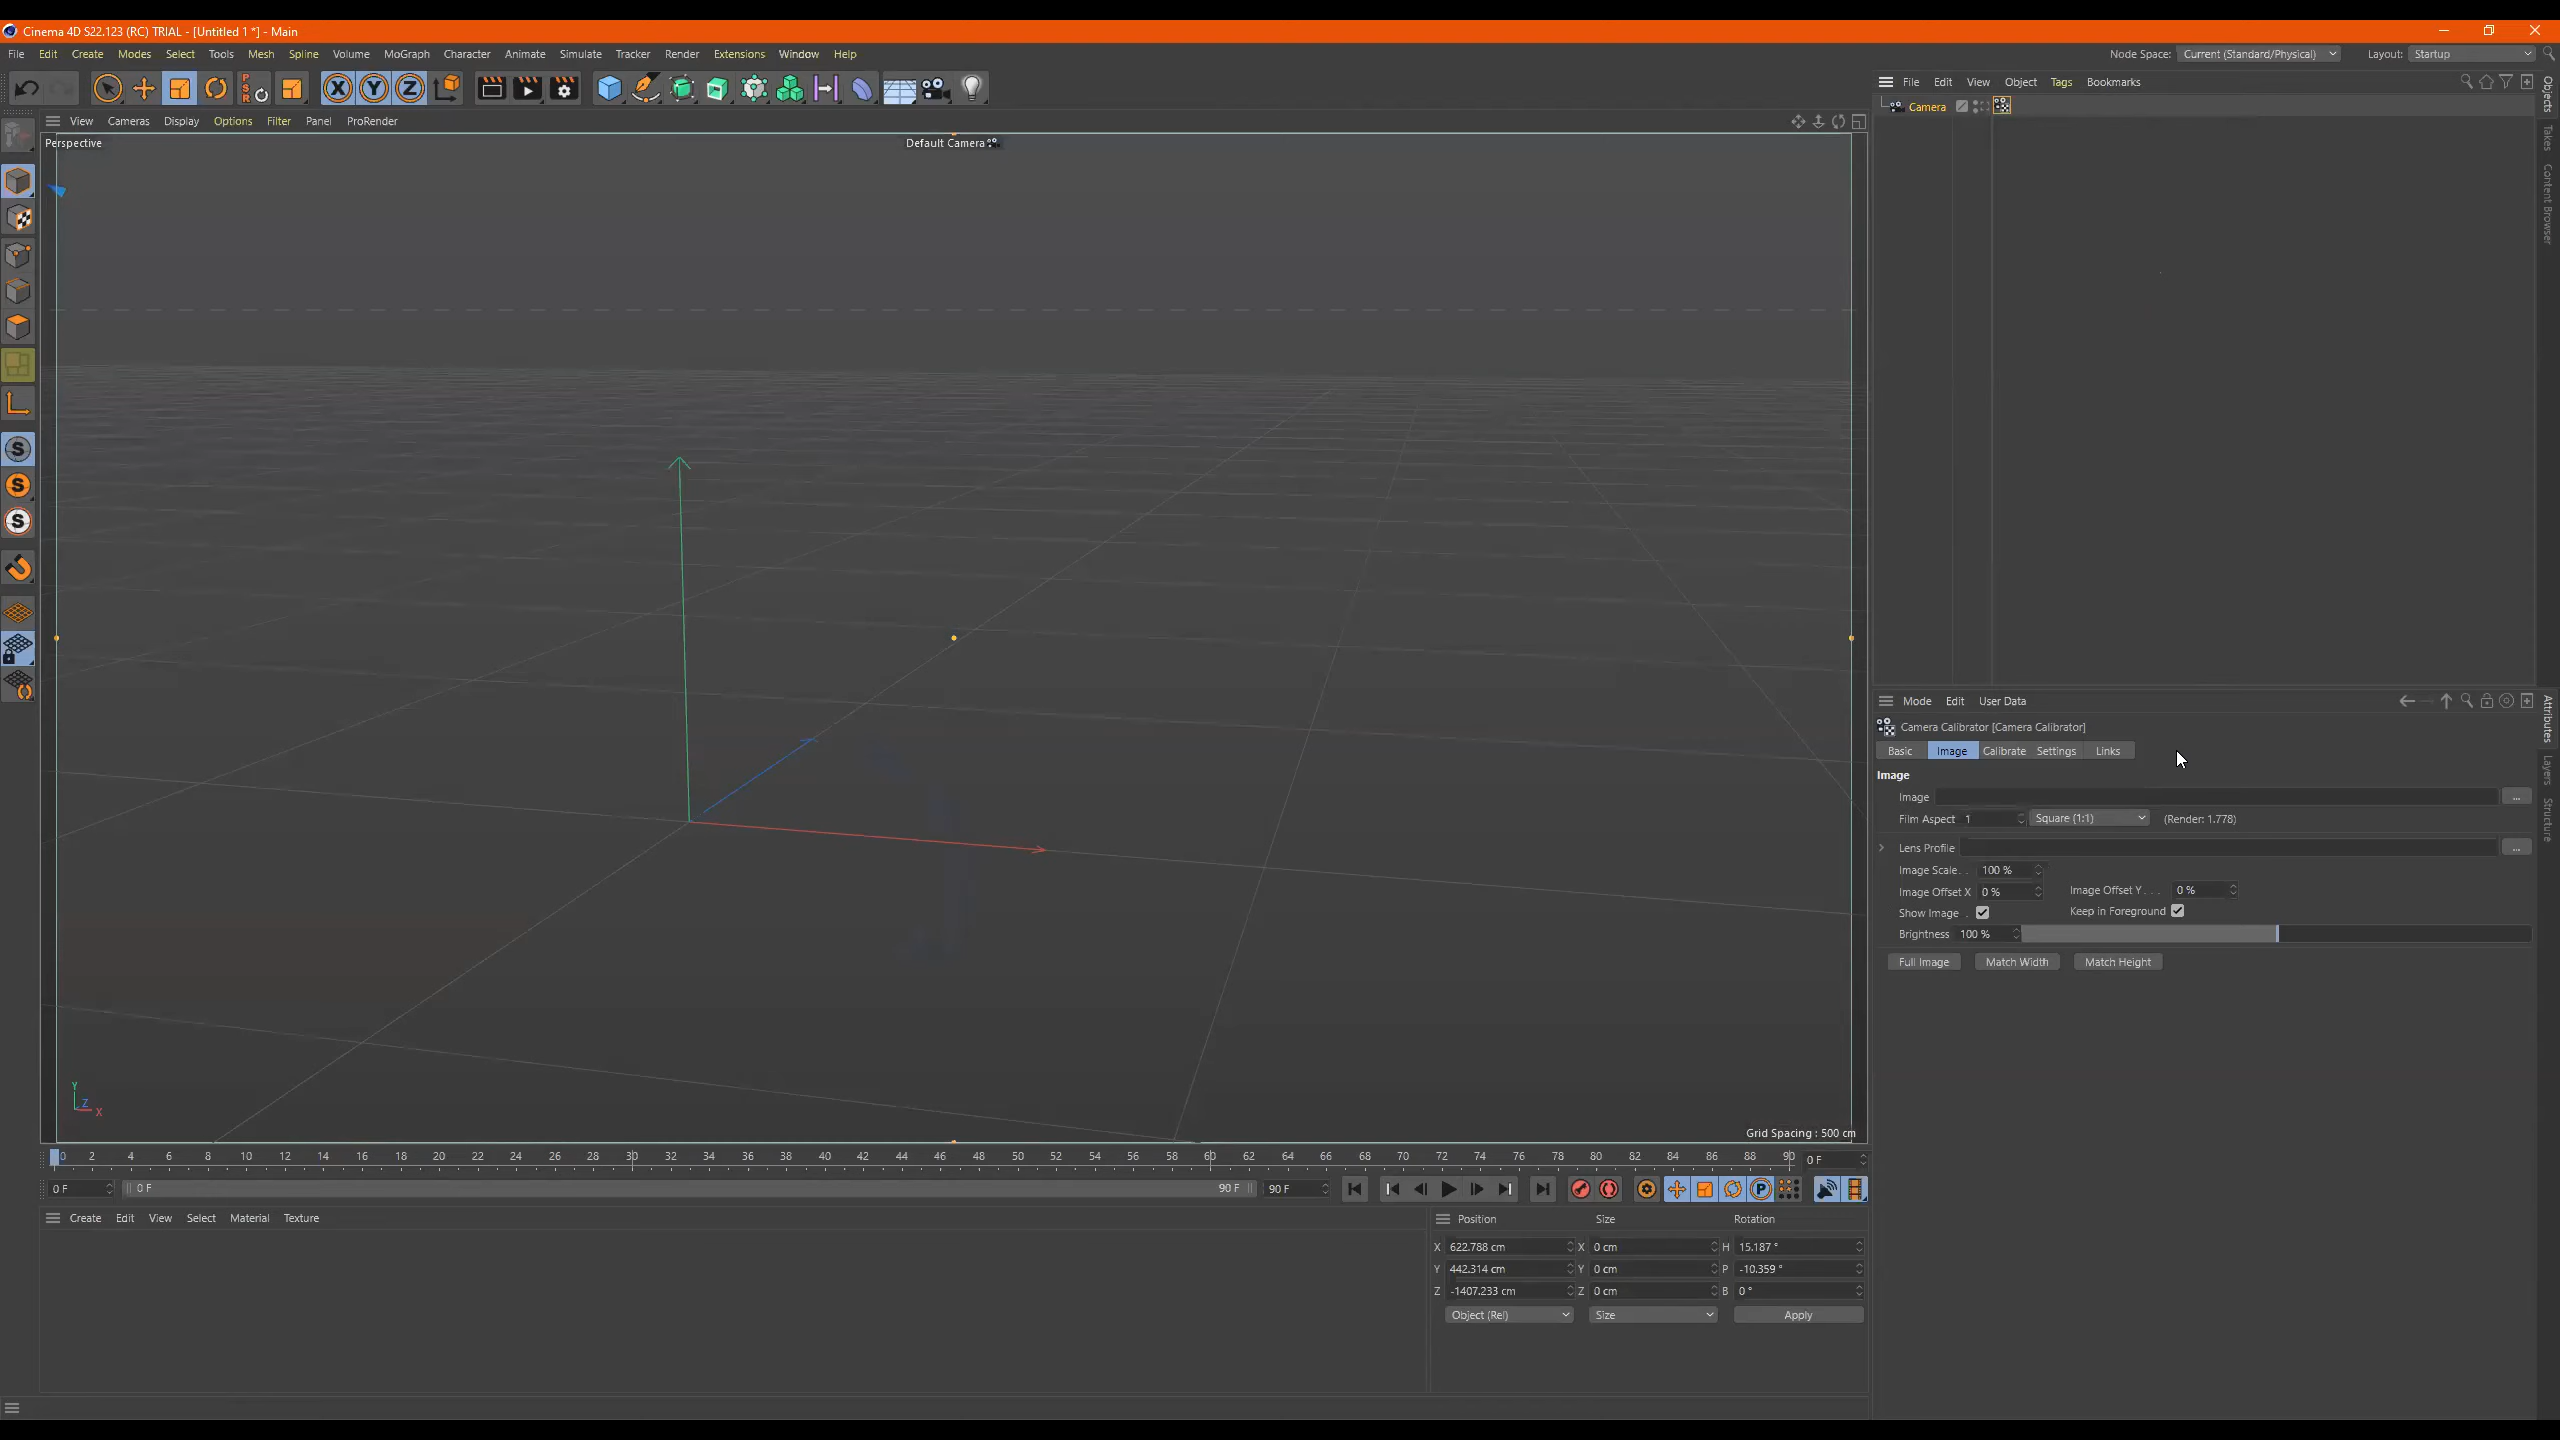 Cinema 4D S22.123 (RC) TRIAL - [Untitled 1 *] - Main
File Edit Create Modes Select Tools Mesh Spline Volume MoGraph Character Animate Simulate Tracker Render Extensions Window Help
Node Space: Current (Standard/Physical) Layout: Startup
View Cameras Display Options Filter Panel ProRender
Perspective
Default Camera
Y
Z
X
Grid Spacing : 500 cm
File Edit View Object Tags Bookmarks
Camera
Objects
Takes
Content Browser
Mode Edit User Data
Camera Calibrator [Camera Calibrator]
Basic Image Calibrate Settings Links
Image
Image ...
Film Aspect 1 Square (1:1) (Render: 1.778)
Lens Profile ...
Image Scale. . 100 %
Image Offset X 0 % Image Offset Y . . . 0 %
Show Image . Keep in Foreground
Brightness 100 %
Full Image Match Width Match Height
Attributes
Layers
Structure
0 2 4 6 8 10 12 14 16 18 20 22 24 26 28 30 32 34 36 38 40 42 44 46 48 50 52 54 56 58 60 62 64 66 68 70 72 74 76 78 80 82 84 86 88 90 0 F
0 F 0 F 90 F 90 F
Create Edit View Select Material Texture
Position Size Rotation
X 622.788 cm X 0 cm H 15.187 °
Y 442.314 cm Y 0 cm P -10.359 °
Z -1407.233 cm Z 0 cm B 0 °
Object (Rel) Size Apply